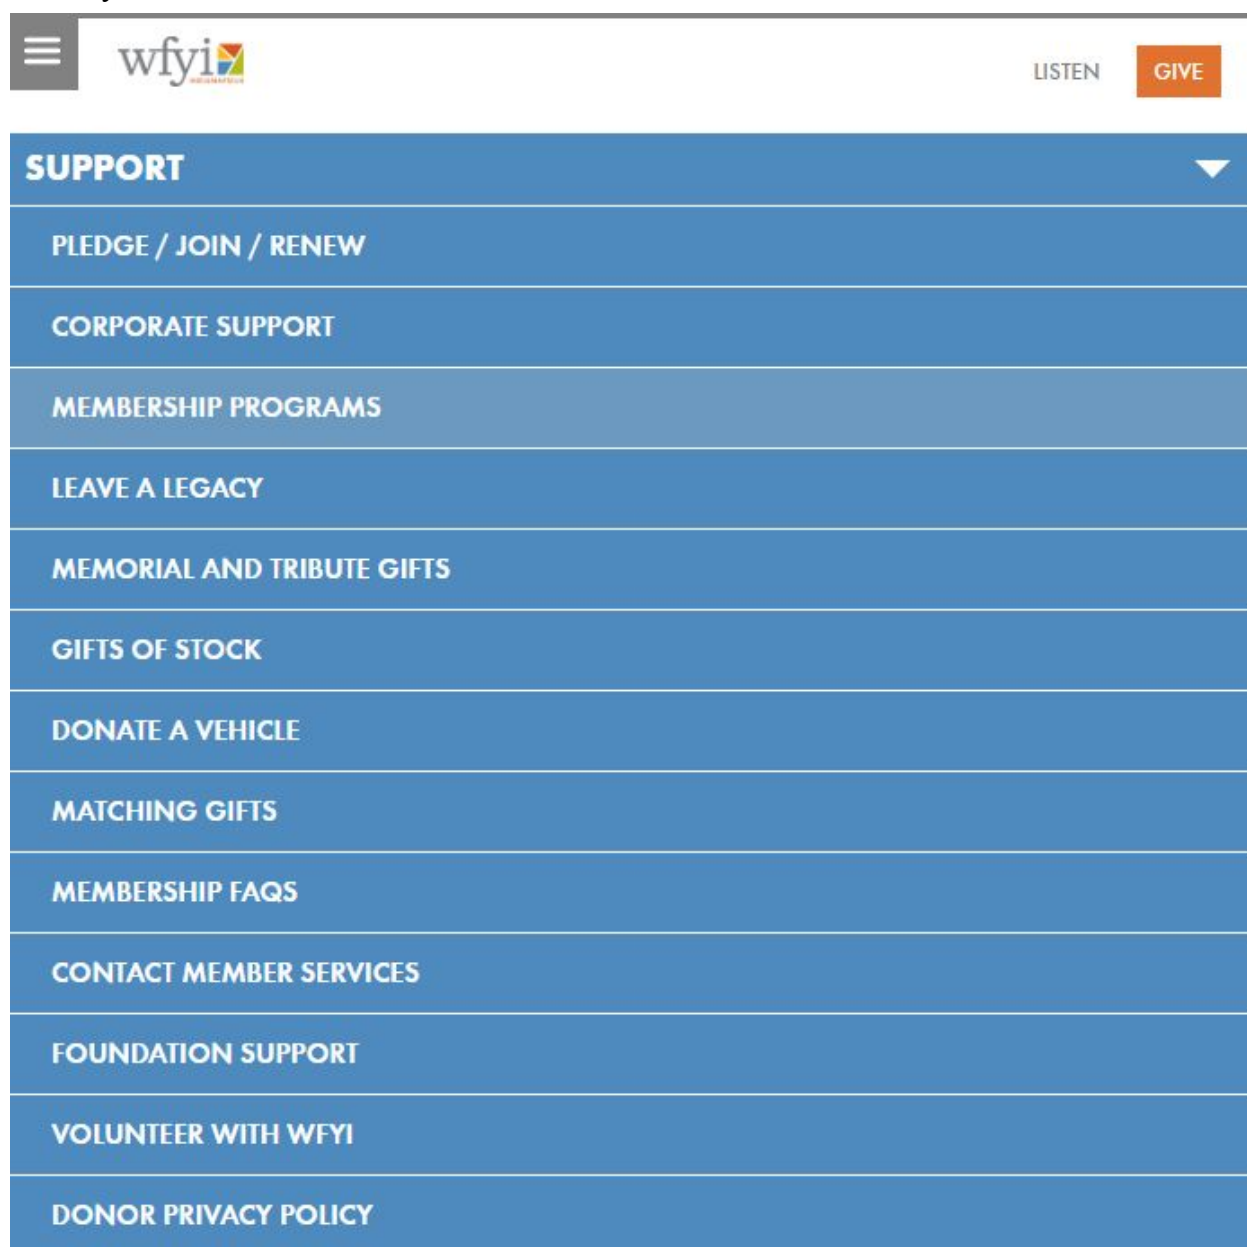 wfyi
LISTEN
GIVE
SUPPORT
PLEDGE / JOIN / RENEW
CORPORATE SUPPORT
MEMBERSHIP PROGRAMS
LEAVE A LEGACY
MEMORIAL AND TRIBUTE GIFTS
GIFTS OF STOCK
DONATE A VEHICLE
MATCHING GIFTS
MEMBERSHIP FAQS
CONTACT MEMBER SERVICES
FOUNDATION SUPPORT
VOLUNTEER WITH WFYI
DONOR PRIVACY POLICY